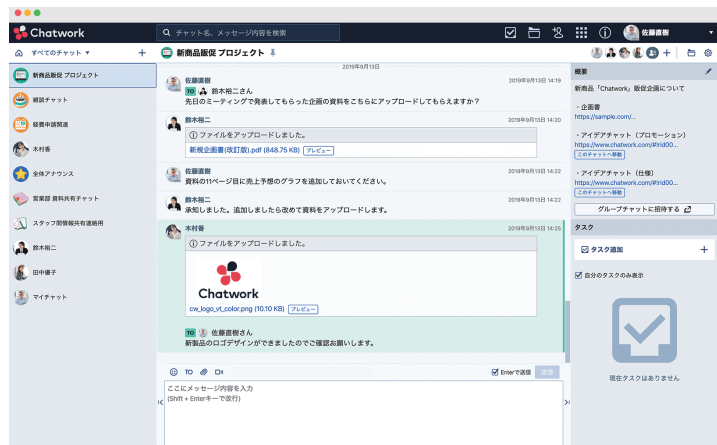 Chatwork
チャット名、メッセージ内容を検索
佐藤直樹
すべてのチャット
新商品販促 プロジェクト
雑談チャット
経費申請関連
木村香
全体アナウンス
営業部 資料共有チャット
スタッフ間情報共有連絡用
鈴木裕二
田中優子
マイチャット
新商品販促 プロジェクト
2019年9月13日
佐藤直樹
2019年9月13日 14:19
TO 鈴木裕二さん
先日のミーティングで発表してもらった企画の資料をこちらにアップロードしてもらえますか？
鈴木裕二
2019年9月13日 14:20
ファイルをアップロードしました。
新規企画書(改訂版).pdf (848.75 KB) プレビュー
佐藤直樹
2019年9月13日 14:22
資料の11ページ目に売上予想のグラフを追加しておいてください。
鈴木裕二
2019年9月13日 14:22
承知しました。追加しましたら改めて資料をアップロードします。
木村香
2019年9月13日 14:25
ファイルをアップロードしました。
Chatwork
cw_logo_vt_color.png (10.10 KB) プレビュー
TO 佐藤直樹さん
新製品のロゴデザインができましたのでご確認お願いします。
TO
Enterで送信
送信
ここにメッセージ内容を入力
(Shift + Enterキーで改行)
概要
新商品「Chatwork」販促企画について
・企画書
https://sample.com/...
・アイデアチャット（プロモーション）
https://www.chatwork.com/#!rid00...
このチャットへ移動
・アイデアチャット（仕様）
https://www.chatwork.com/#!rid00...
このチャットへ移動
グループチャットに招待する
タスク
タスク追加
自分のタスクのみ表示
現在タスクはありません